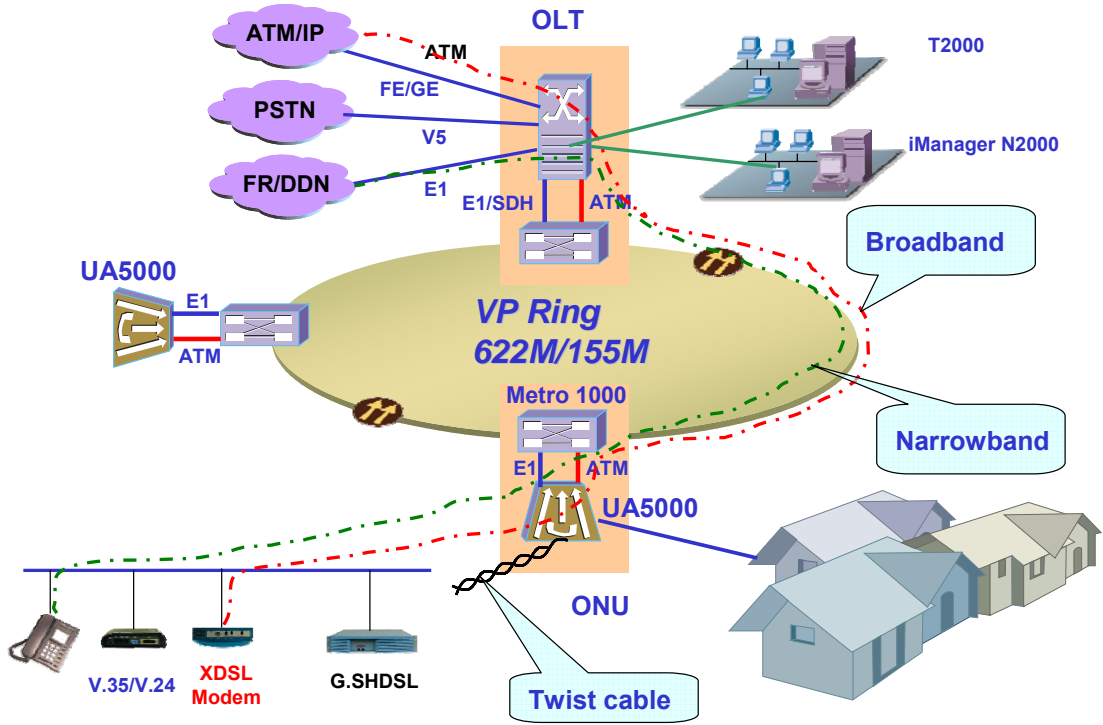 OLT
ATM/IP
ATM
T2000
FE/GE
PSTN
V5
iManager N2000
FR/DDN
E1
E1/SDH
ATM
Broadband
UA5000
E1
ATM
VP Ring
622M/155M
Metro 1000
Narrowband
E1
ATM
UA5000
ONU
V.35/V.24
XDSL
Modem
G.SHDSL
Twist cable